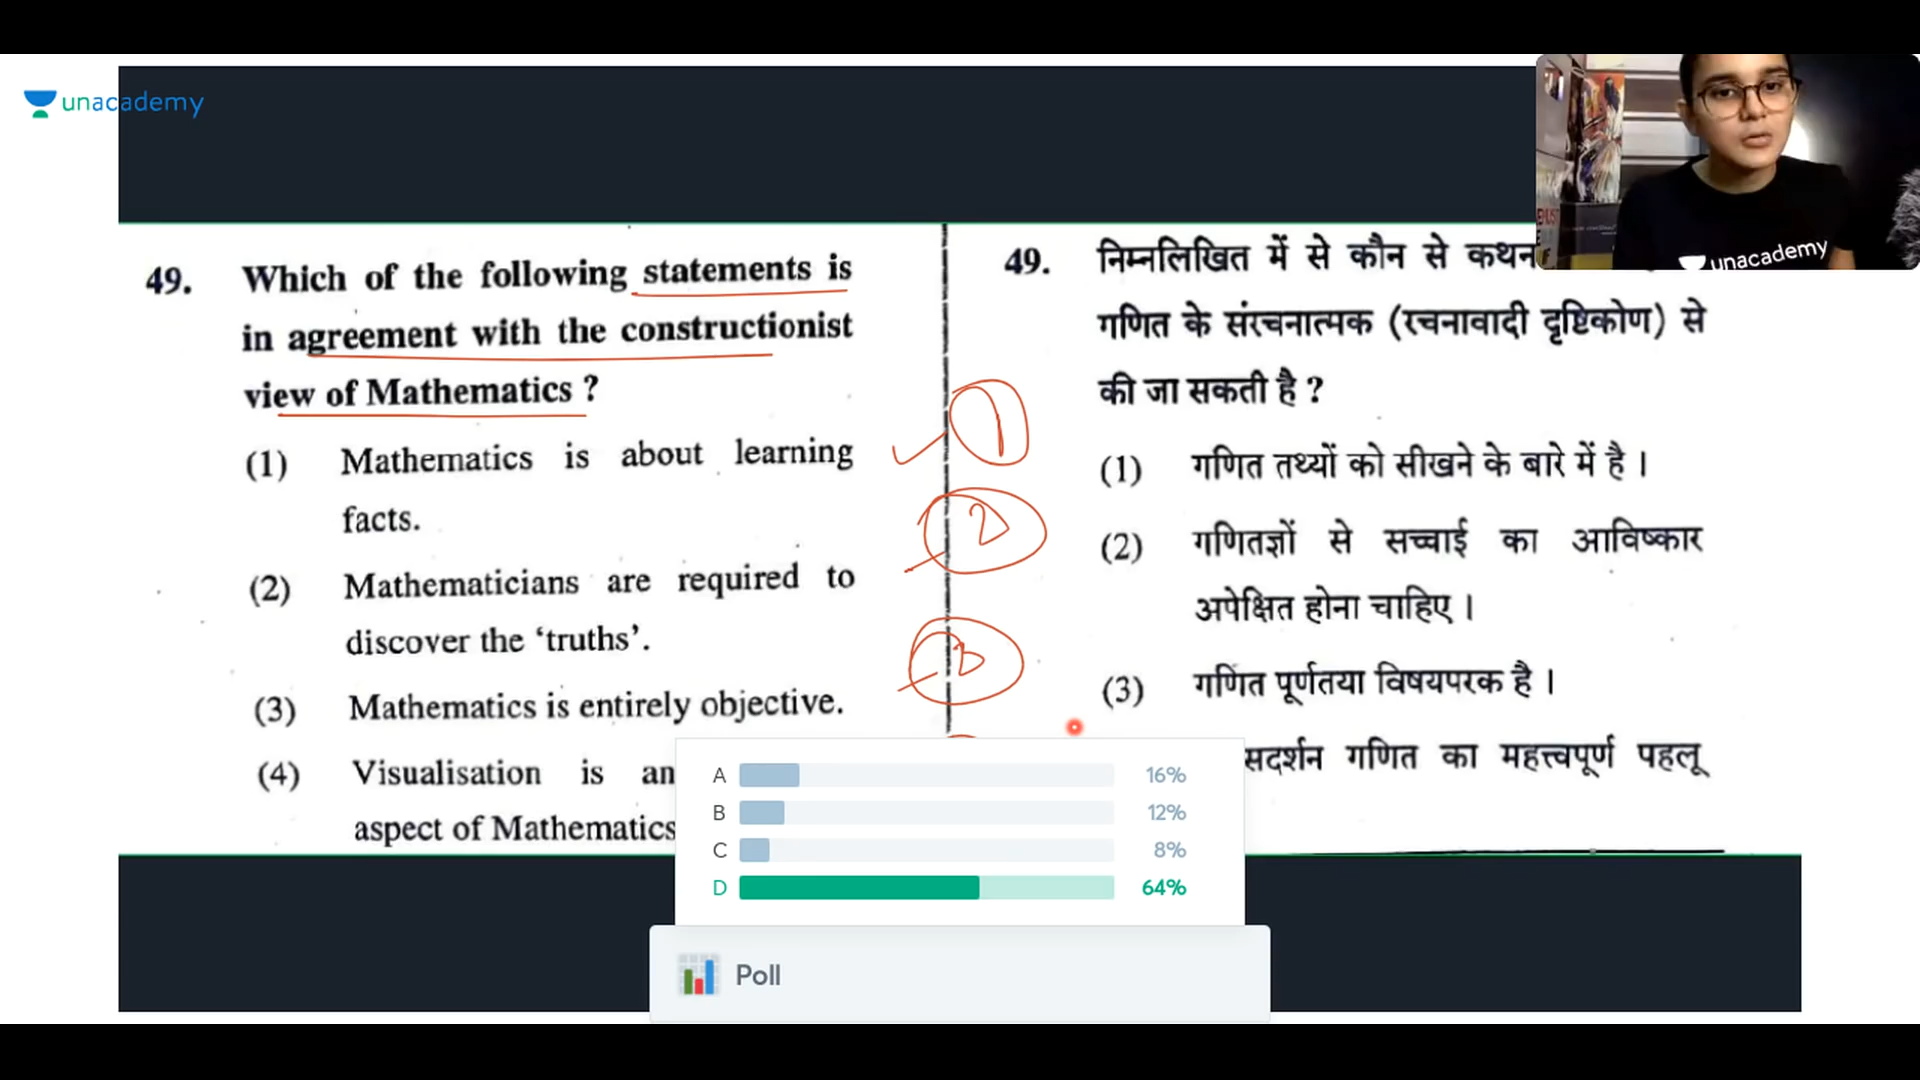 unacademy
unacademy
49. Which of the following statements is
in agreement with the constructionist
view of Mathematics ?
(1) Mathematics is about learning
facts.
(2) Mathematicians are required to
discover the ‘truths’.
(3) Mathematics is entirely objective.
(4) Visualisation is an
aspect of Mathematics
1
2
3
49. निम्नलिखित में से कौन से कथन
गणित के संरचनात्मक (रचनावादी दृष्टिकोण) से
की जा सकती है ?
(1) गणित तथ्यों को सीखने के बारे में है ।
(2) गणितज्ञों से सच्चाई का आविष्कार
अपेक्षित होना चाहिए ।
(3) गणित पूर्णतया विषयपरक है ।
सदर्शन गणित का महत्त्वपूर्ण पहलू
A 16%
B 12%
C 8%
D 64%
Poll